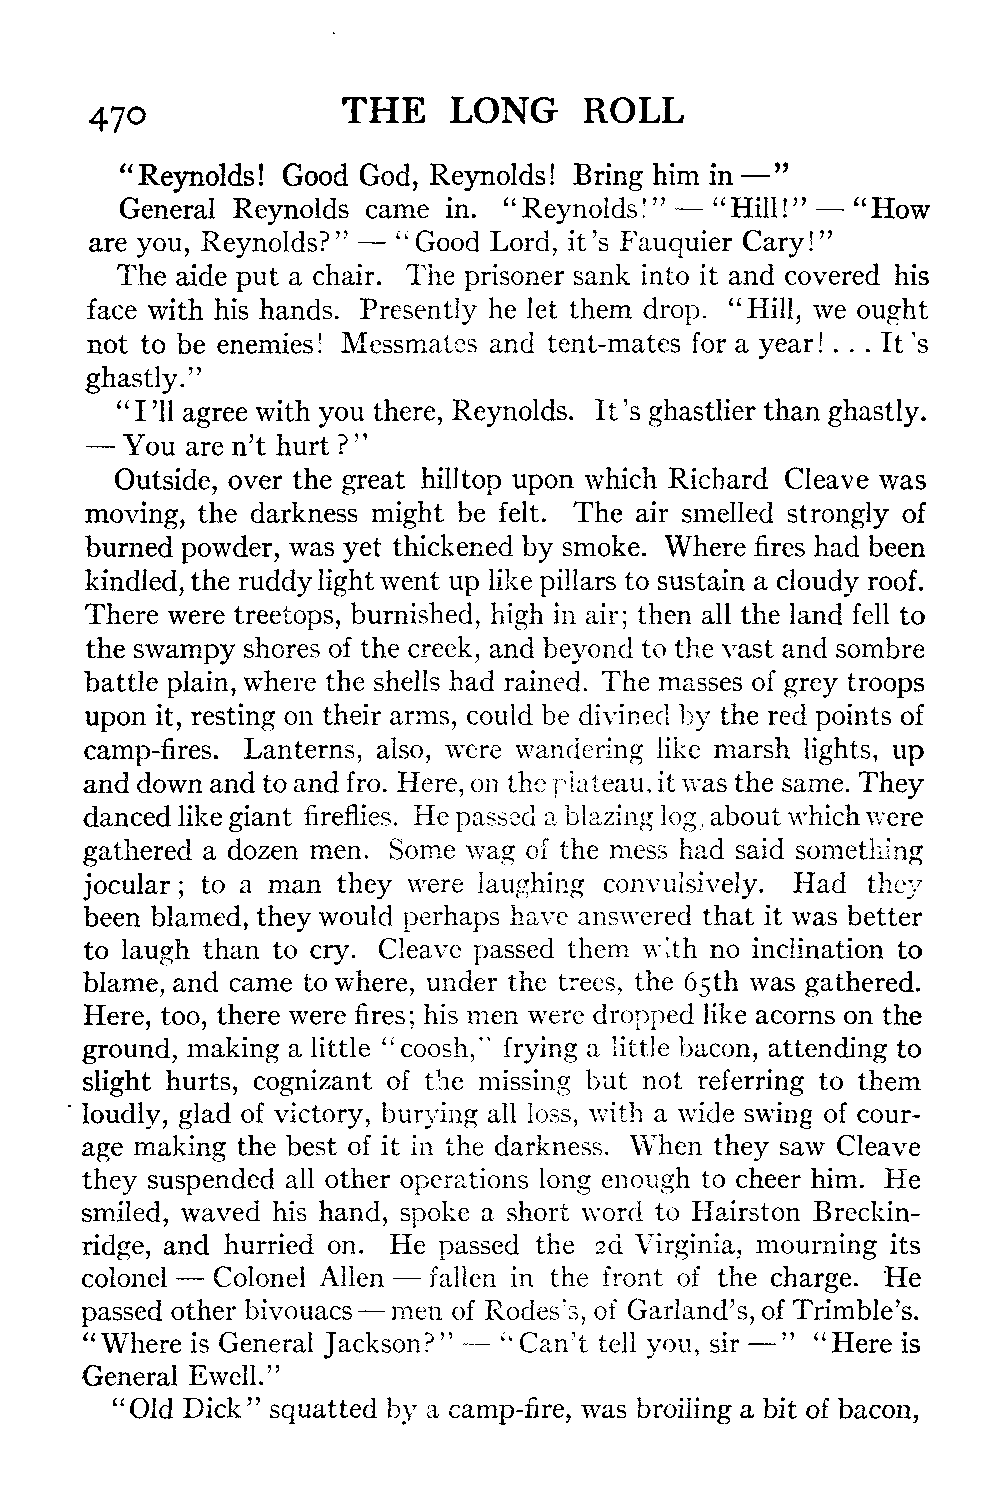 470 THE LONG ROLL
“Reynolds! Good God, Reynolds! Bring him in —”
General Reynolds came in. “Reynolds!” — “Hill!” — “How
are you, Reynolds?” — “Good Lord, it 's Fauquier Cary!”
The aide put a chair. The prisoner sank into it and covered his
face with his hands. Presently he let them drop. “Hill, we ought
not to be enemies! Messmates and tent-mates for a year! . . . It 's
ghastly.”
“I 'll agree with you there, Reynolds. It 's ghastlier than ghastly.
— You are n't hurt?”
Outside, over the great hilltop upon which Richard Cleave was
moving, the darkness might be felt. The air smelled strongly of
burned powder, was yet thickened by smoke. Where fires had been
kindled, the ruddy light went up like pillars to sustain a cloudy roof.
There were treetops, burnished, high in air; then all the land fell to
the swampy shores of the creek, and beyond to the vast and sombre
battle plain, where the shells had rained. The masses of grey troops
upon it, resting on their arms, could be divined by the red points of
camp-fires. Lanterns, also, were wandering like marsh lights, up
and down and to and fro. Here, on the plateau, it was the same. They
danced like giant fireflies. He passed a blazing log, about which were
gathered a dozen men. Some wag of the mess had said something
jocular; to a man they were laughing convulsively. Had they
been blamed, they would perhaps have answered that it was better
to laugh than to cry. Cleave passed them with no inclination to
blame, and came to where, under the trees, the 65th was gathered.
Here, too, there were fires; his men were dropped like acorns on the
ground, making a little “coosh,” frying a little bacon, attending to
slight hurts, cognizant of the missing but not referring to them
loudly, glad of victory, burying all loss, with a wide swing of cour-
age making the best of it in the darkness. When they saw Cleave
they suspended all other operations long enough to cheer him. He
smiled, waved his hand, spoke a short word to Hairston Breckin-
ridge, and hurried on. He passed the 2d Virginia, mourning its
colonel — Colonel Allen — fallen in the front of the charge. He
passed other bivouacs — men of Rodes's, of Garland's, of Trimble's.
“Where is General Jackson?” — “Can't tell you, sir —” “Here is
General Ewell.”
“Old Dick” squatted by a camp-fire, was broiling a bit of bacon,